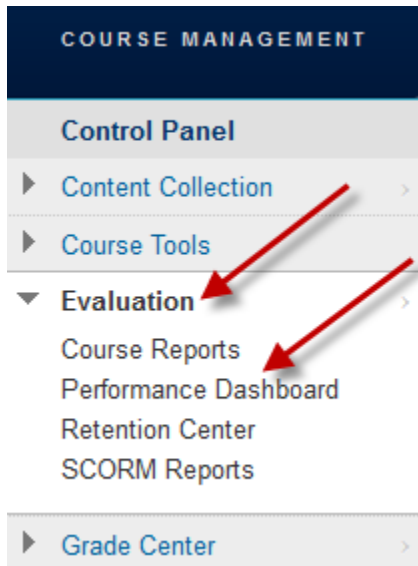 COURSE MANAGEMENT
Control Panel
Content Collection
Course Tools
Evaluation
Course Reports
Performance Dashboard
Retention Center
SCORM Reports
Grade Center